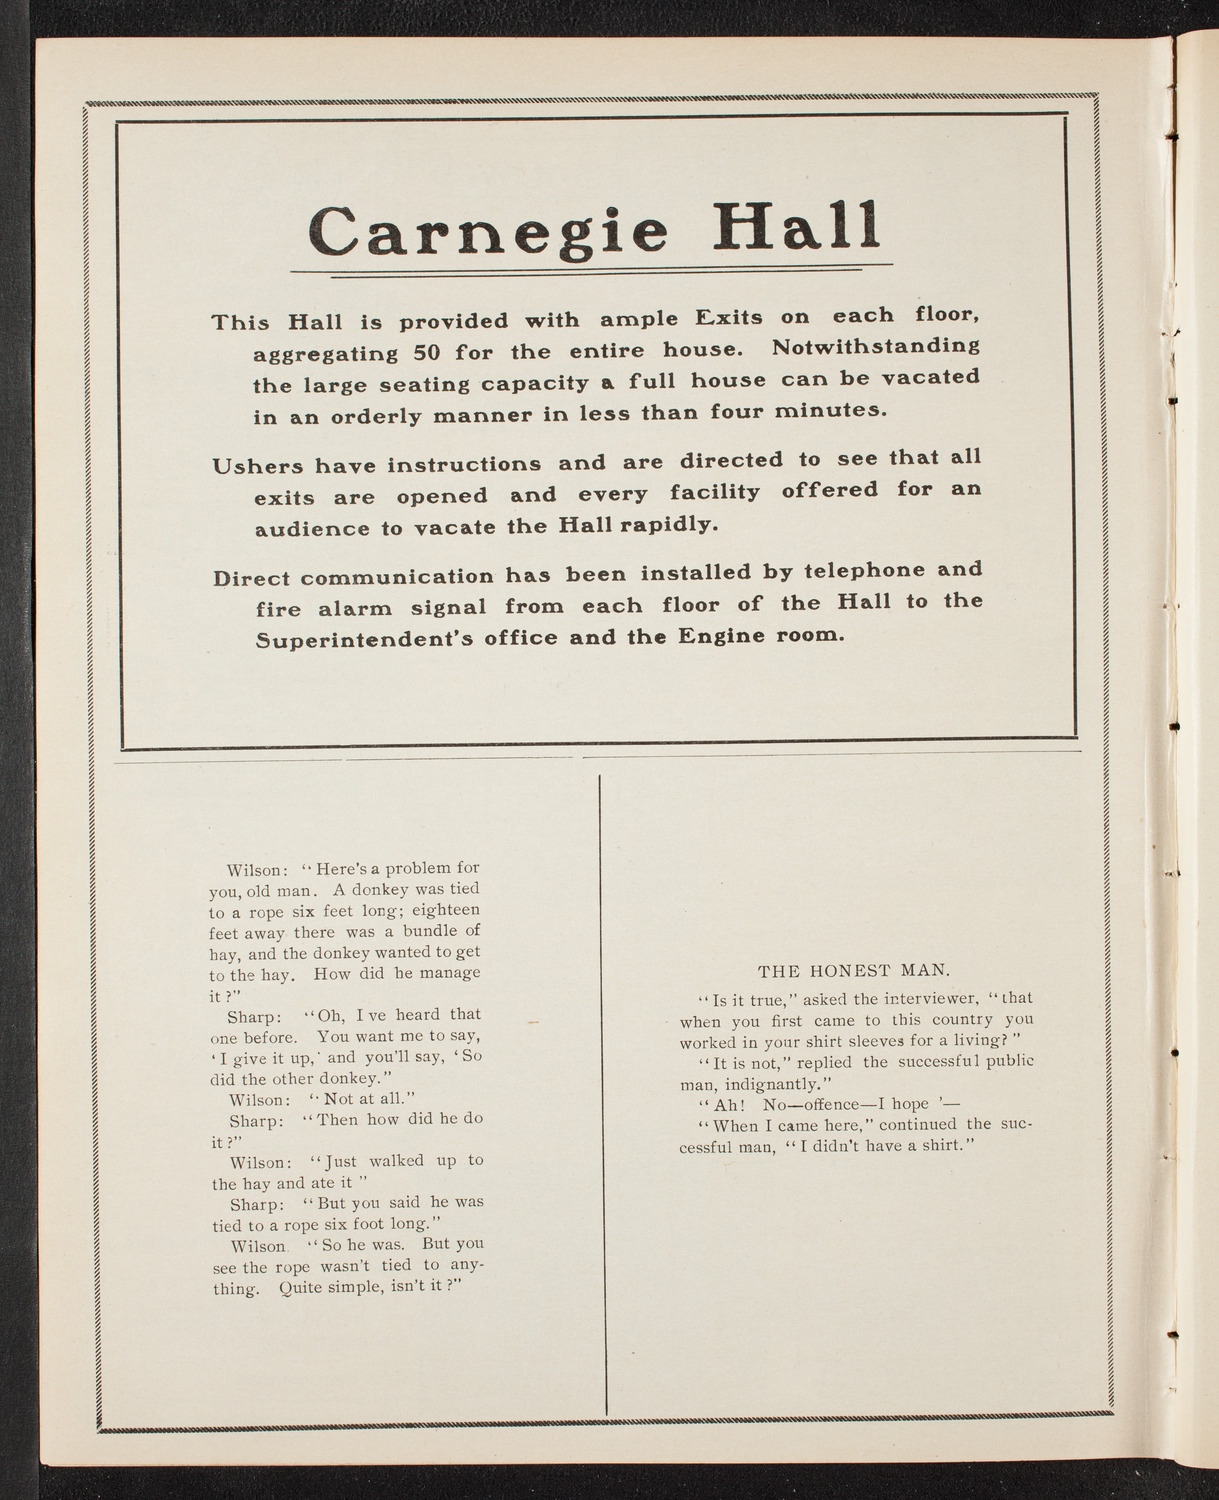 Carnegie Hall
This Hall is provided with ample Exits on each floor,
aggregating 50 for the entire house. Notwithstanding
the large seating capacity a full house can be vacated
in an orderly manner in less than four minutes.
Ushers have instructions and are directed to see that all
exits are opened and every facility offered for an
audience to vacate the Hall rapidly.
Direct communication has been installed by telephone and
fire alarm signal from each floor of the Hall to the
Superintendent's office and the Engine room.
Wilson: "Here's a problem for
you, old man. A donkey was tied
to a rope six feet long; eighteen
feet away there was a bundle of
hay, and the donkey wanted to get
to the hay. How did he manage
it?"
Sharp: "Oh, I ve heard that
one before. You want me to say,
'I give it up,' and you'll say, 'So
did the other donkey."
Wilson: "Not at all."
Sharp: "Then how did he do
it?"
Wilson: "Just walked up to
the hay and ate it "
Sharp: "But you said he was
tied to a rope six foot long."
Wilson "So he was. But you
see the rope wasn't tied to any-
thing. Quite simple, isn't it?"
THE HONEST MAN.
"Is it true," asked the interviewer, "that
when you first came to this country you
worked in your shirt sleeves for a living?"
"It is not," replied the successful public
man, indignantly."
"Ah! No—offence—I hope '—
"When I came here," continued the suc-
cessful man, "I didn't have a shirt."